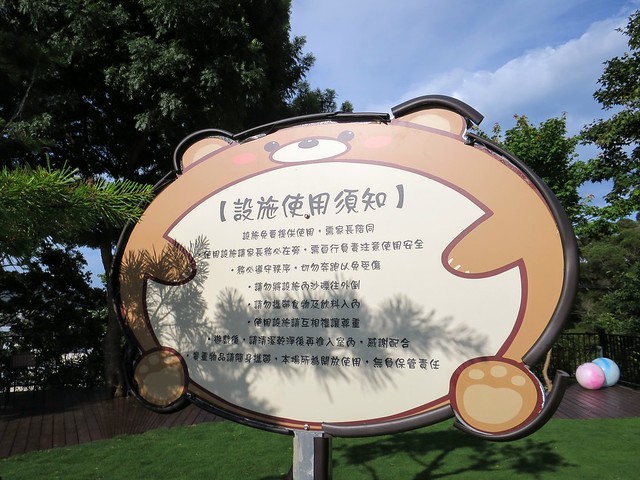 【設施使用須知】
設施免費提供使用,需家長陪同
•使用設施請家長務必在旁,需自行負責注意使用安全
•務必遵守秩序,切勿奔跑以免受傷
•請勿將設施內沙礫往外倒
•請勿攜帶食物及飲料入內
•使用設施請互相禮讓尊重
•遊戲後,請清潔乾淨後再進入室內,感謝配合
•貴重物品請隨身攜帶,本場所為開放使用,無負保管責任